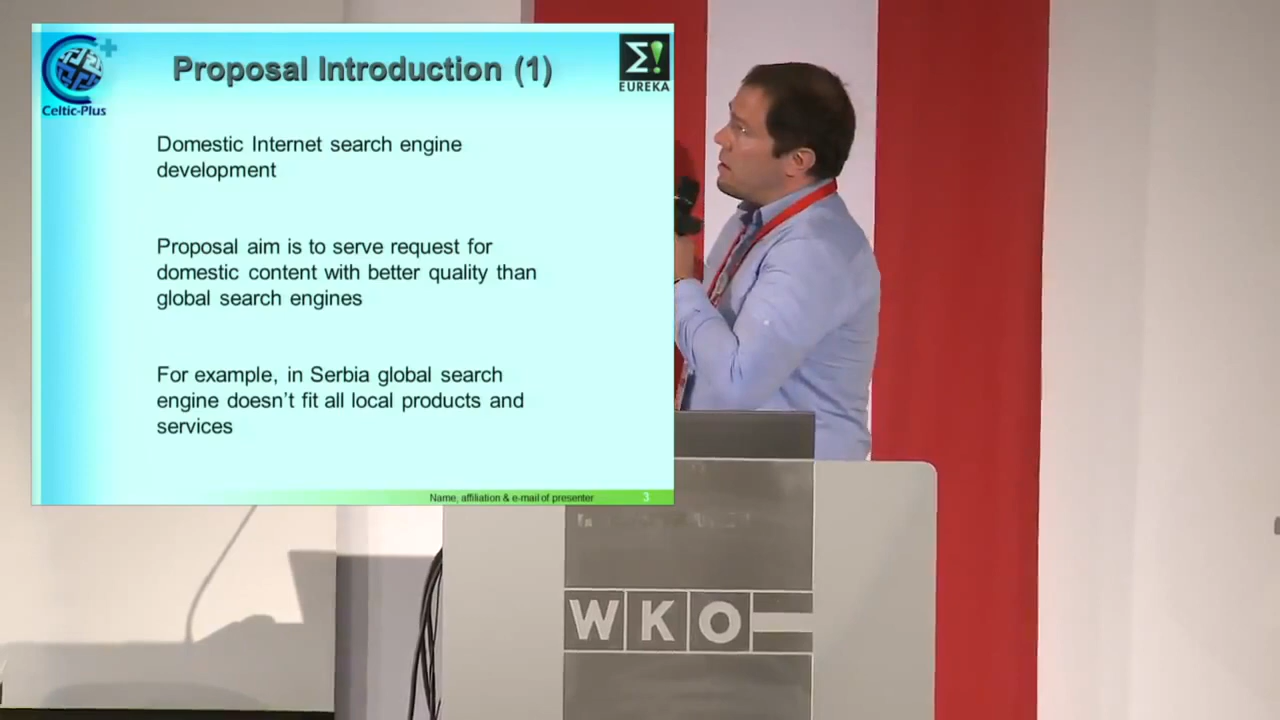 Proposal Introduction (1)
Celtic-Plus
Σ!
EUREKA
Domestic Internet search engine
development
Proposal aim is to serve request for
domestic content with better quality than
global search engines
For example, in Serbia global search
engine doesn't fit all local products and
services
Name, affiliation & e-mail of presenter
3
WKO